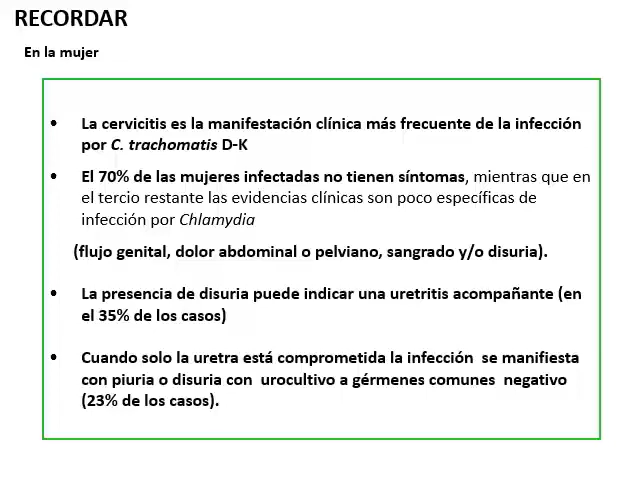 RECORDAR
En la mujer
• La cervicitis es la manifestación clínica más frecuente de la infección
por C. trachomatis D-K
• El 70% de las mujeres infectadas no tienen síntomas, mientras que en
el tercio restante las evidencias clínicas son poco específicas de
infección por Chlamydia
(flujo genital, dolor abdominal o pelviano, sangrado y/o disuria).
• La presencia de disuria puede indicar una uretritis acompañante (en
el 35% de los casos)
• Cuando solo la uretra está comprometida la infección se manifiesta
con piuria o disuria con urocultivo a gérmenes comunes negativo
(23% de los casos).